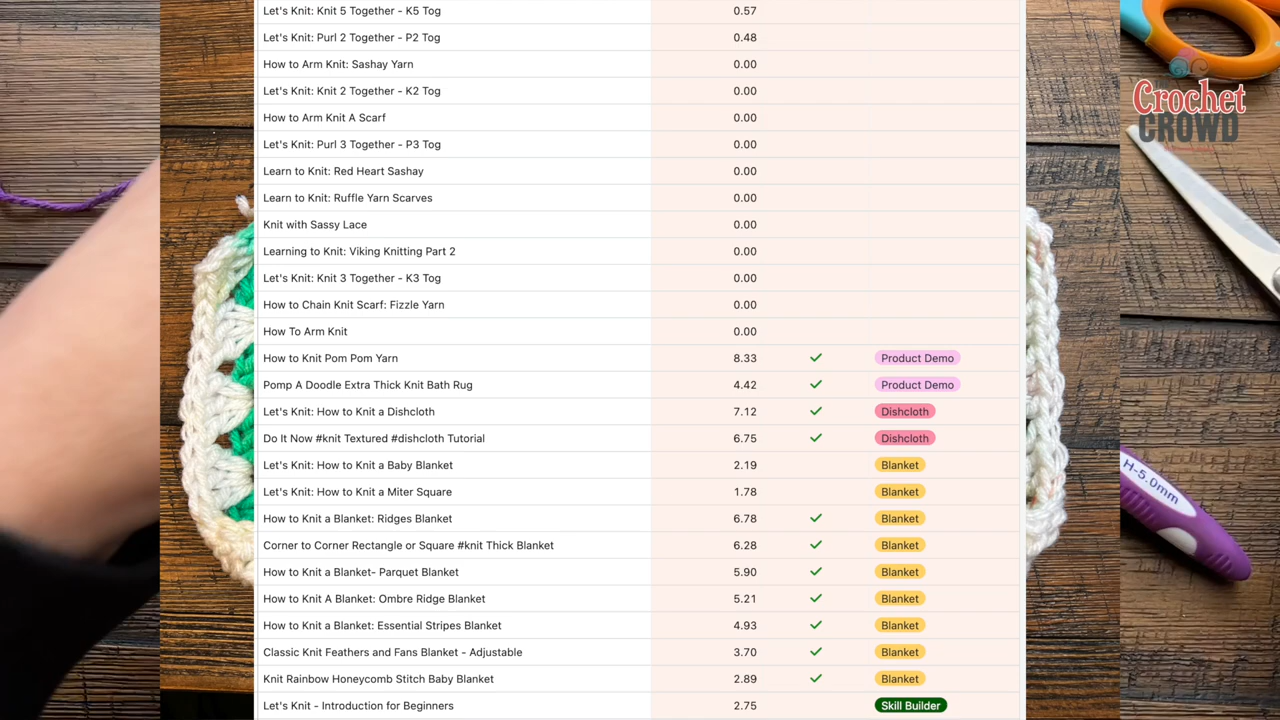 Let's Knit: Knit 5 Together - K5 Tog 0.57
Let's Knit: Purl 2 Together - P2 Tog 0.48
How to Arm Knit: Sashay Yarn 0.00
Let's Knit: Knit 2 Together - K2 Tog 0.00
How to Arm Knit A Scarf 0.00
Let's Knit: Purl 3 Together - P3 Tog 0.00
Learn to Knit: Red Heart Sashay 0.00
Learn to Knit: Ruffle Yarn Scarves 0.00
Knit with Sassy Lace 0.00
Learning to Knit: Viking Knitting Part 2 0.00
Let's Knit: Knit 3 Together - K3 Tog 0.00
How to Chain Knit Scarf: Fizzle Yarn 0.00
How To Arm Knit 0.00
How to Knit Pom Pom Yarn 8.33 ✓ Product Demo
Pomp A Doodle Extra Thick Knit Bath Rug 4.42 ✓ Product Demo
Let's Knit: How to Knit a Dishcloth 7.12 ✓ Dishcloth
Do It Now #knit Textured #dishcloth Tutorial 6.75 ✓ Dishcloth
Let's Knit: How to Knit a Baby Blanket 2.19 Blanket
Let's Knit: How to Knit a Miter Square 1.78 Blanket
How to Knit a Blanket: Ridges Blanket 6.78 ✓ Blanket
Corner to Corner Rectangle or Square #knit Thick Blanket 6.28 ✓ Blanket
How to Knit a Blanket- Parquet Blanket 5.90 ✓ Blanket
How to Knit a Blanket: Ombre Ridge Blanket 5.21 ✓ Blanket
How to Knit a Blanket: Essential Stripes Blanket 4.93 ✓ Blanket
Classic Knit Feathers and Fans Blanket - Adjustable 3.70 ✓ Blanket
Knit Rainbow Honeycomb Stitch Baby Blanket 2.89 ✓ Blanket
Let's Knit - Introduction for Beginners Skill Builder
Crochet
CROWD
H-5.0mm